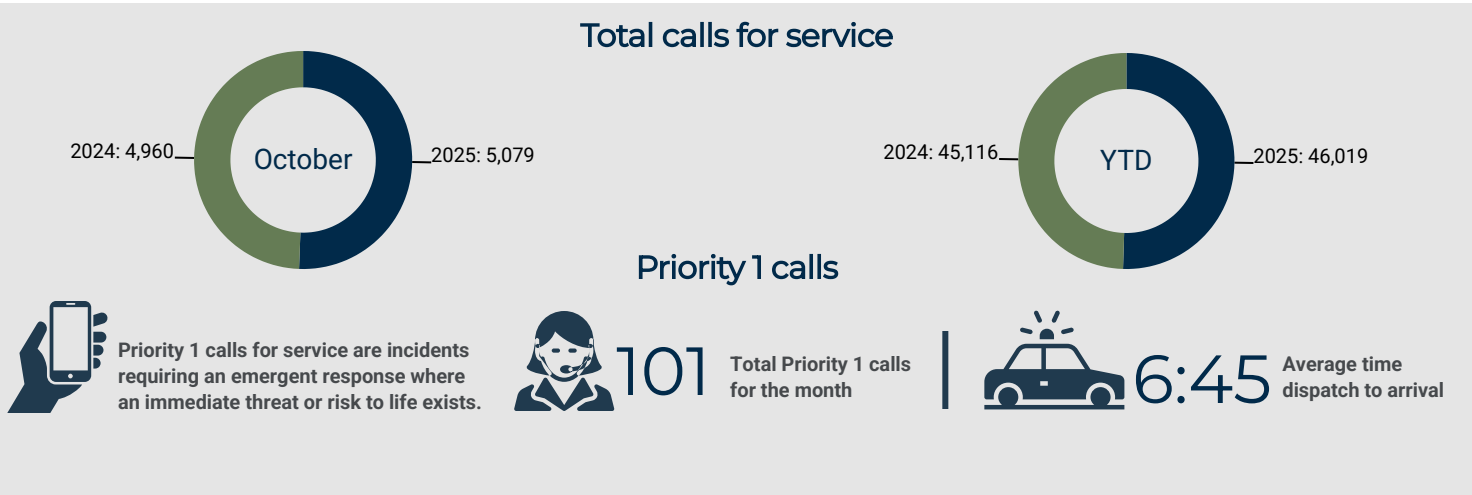 Total calls for service
2024: 4,960
October
2025: 5,079
2024: 45,116
YTD
2025: 46,019
Priority 1 calls
Priority 1 calls for service are incidents
requiring an emergent response where
an immediate threat or risk to life exists.
101
Total Priority 1 calls
for the month
6:45
Average time
dispatch to arrival